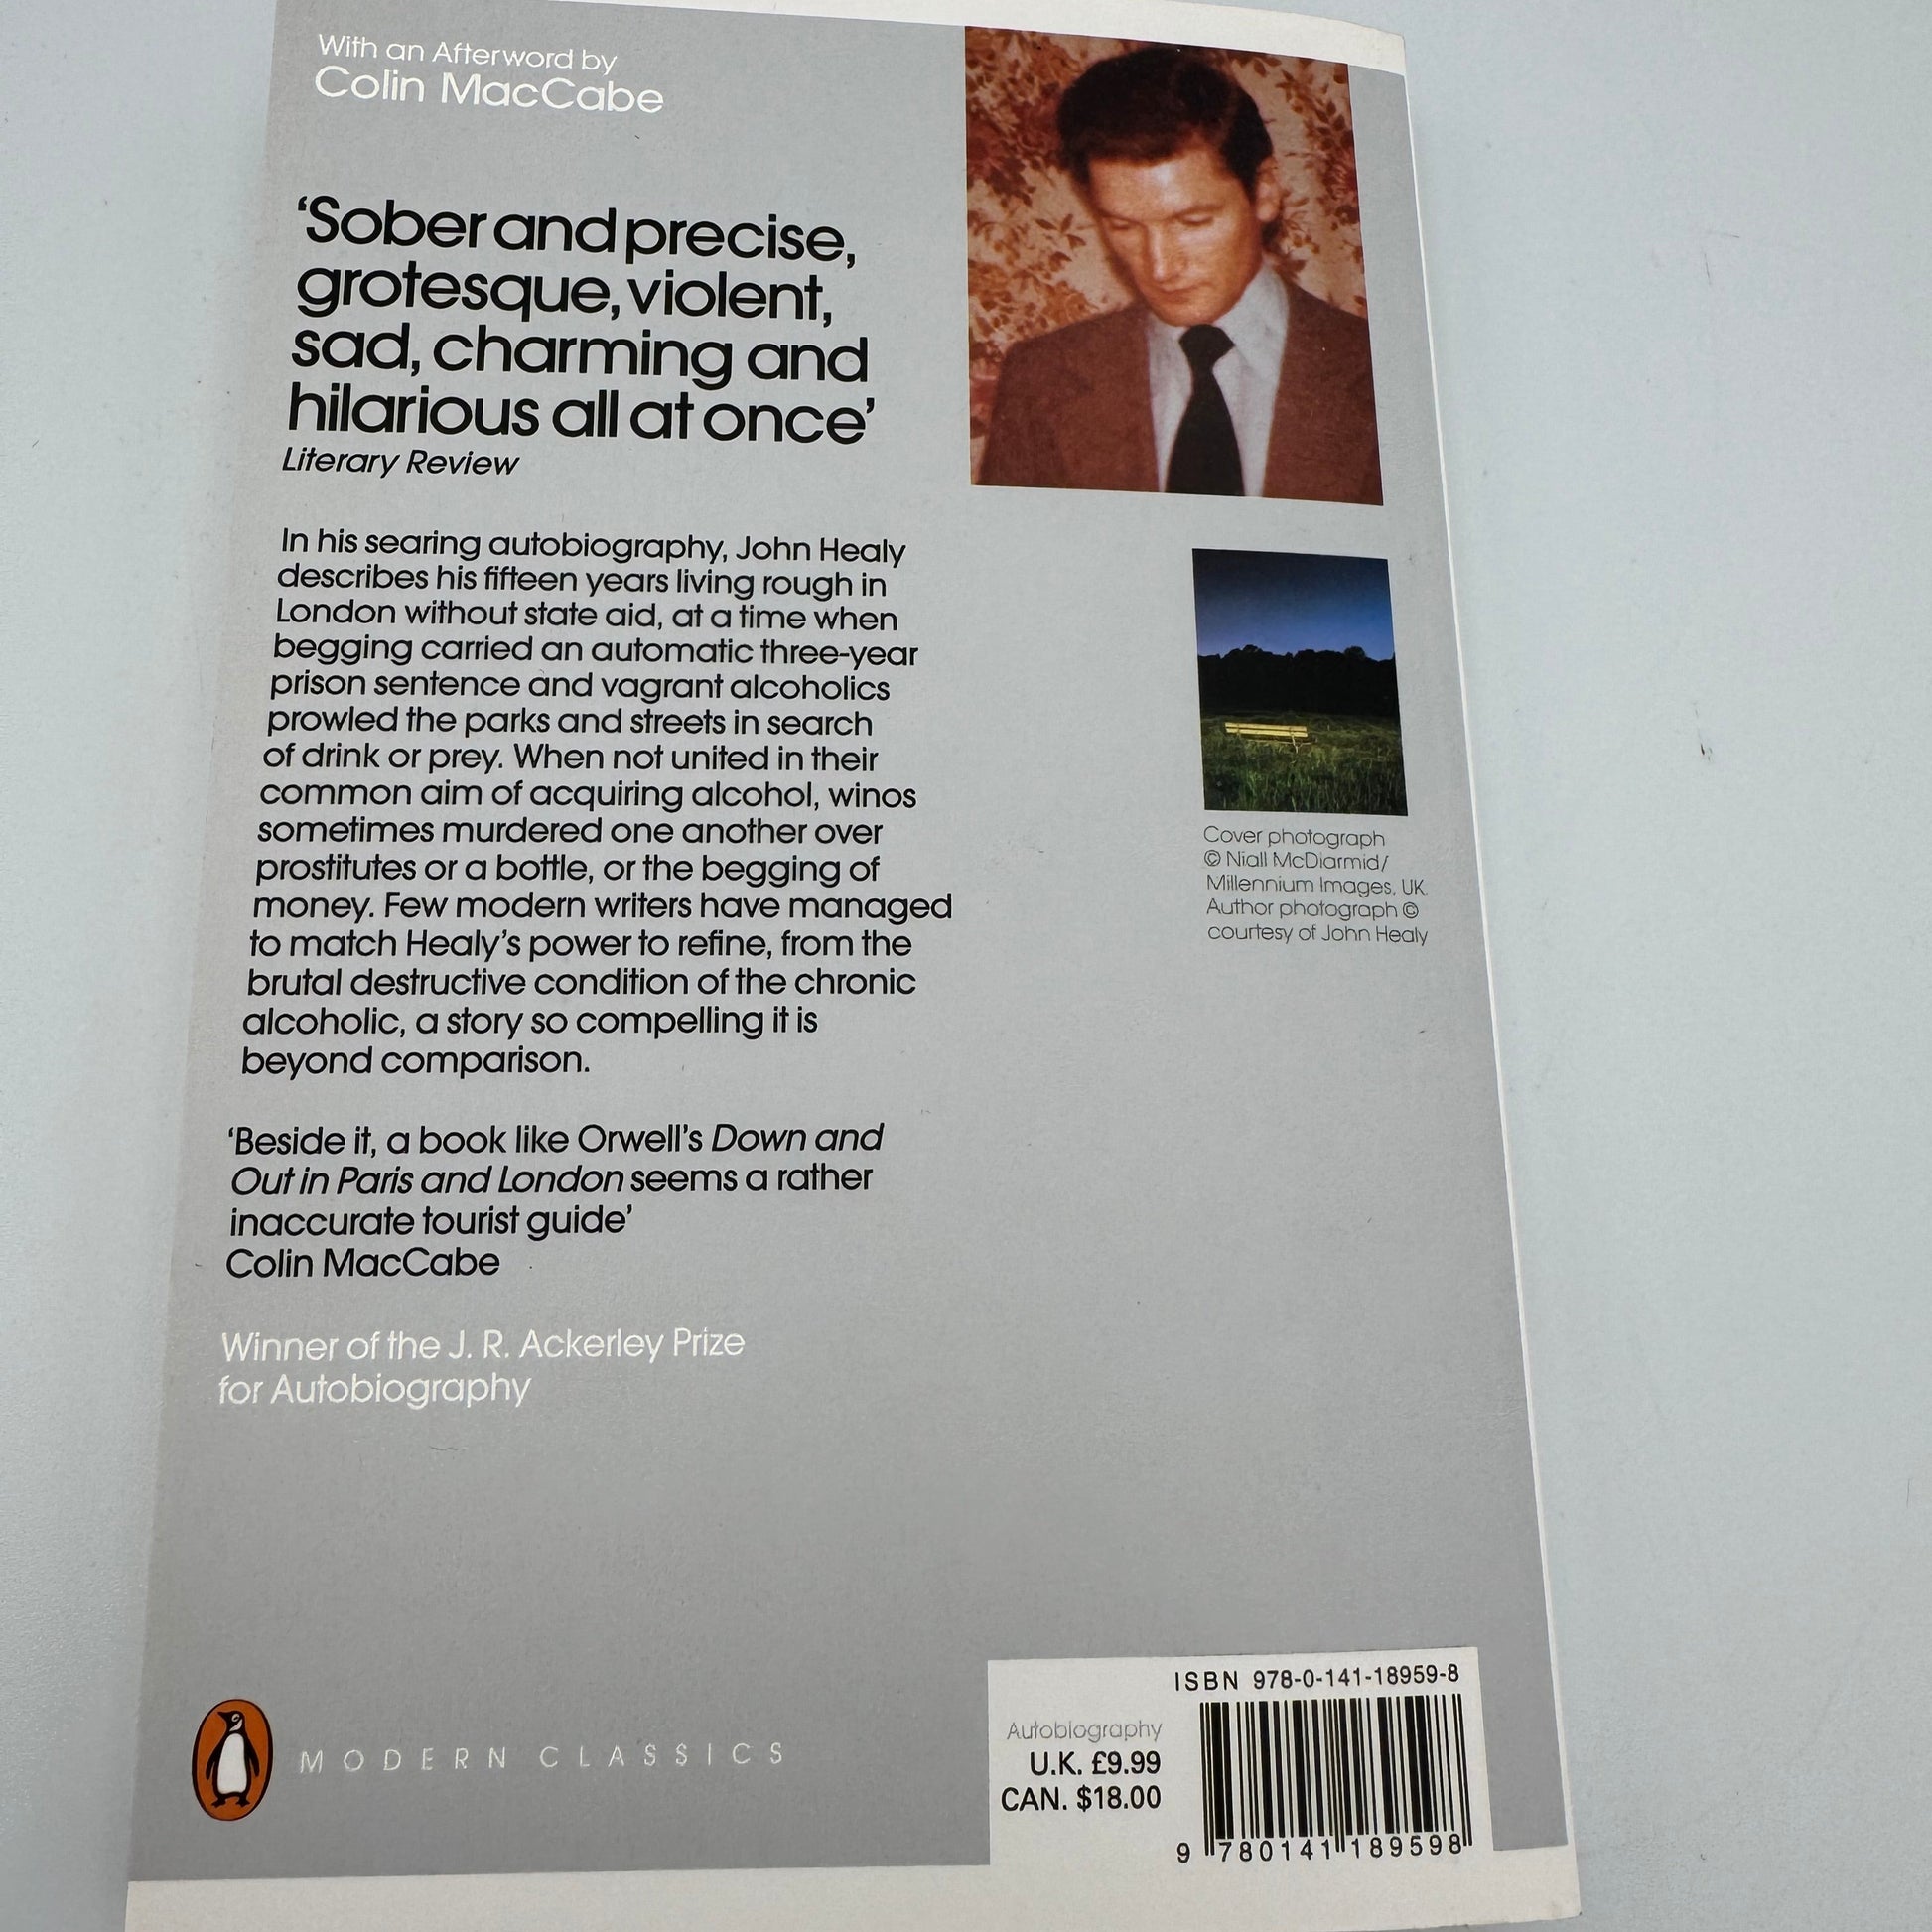 With an Afterword by
Colin MacCabe
‘Sober and precise,
grotesque, violent,
sad, charming and
hilarious all at once’
Literary Review
In his searing autobiography, John Healy
describes his fifteen years living rough in
London without state aid, at a time when
begging carried an automatic three-year
prison sentence and vagrant alcoholics
prowled the parks and streets in search
of drink or prey. When not united in their
common aim of acquiring alcohol, winos
sometimes murdered one another over
prostitutes or a bottle, or the begging of
money. Few modern writers have managed
to match Healy’s power to refine, from the
brutal destructive condition of the chronic
alcoholic, a story so compelling it is
beyond comparison.
‘Beside it, a book like Orwell’s Down and
Out in Paris and London seems a rather
inaccurate tourist guide’
Colin MacCabe
Winner of the J. R. Ackerley Prize
for Autobiography
Cover photograph
© Niall McDiarmid/
Millennium Images, UK
Author photograph ©
courtesy of John Healy
MODERN CLASSICS
ISBN 978-0-141-18959-8
Autobiography
U.K. £9.99
CAN. $18.00
9 780141 189598